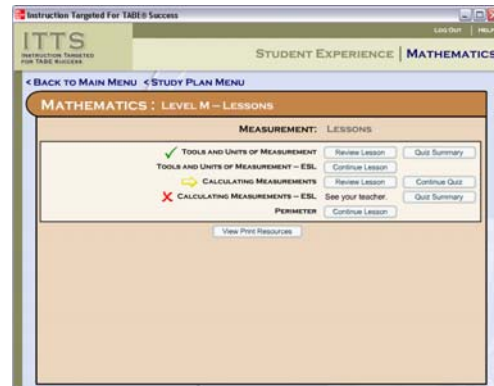 Instruction Targeted For TABE® Success
LOG OUT | HELP
ITTS
INSTRUCTION TARGETED
FOR TABE SUCCESS
STUDENT EXPERIENCE | MATHEMATICS
< BACK TO MAIN MENU < STUDY PLAN MENU
MATHEMATICS : LEVEL M – LESSONS
MEASUREMENT: LESSONS
TOOLS AND UNITS OF MEASUREMENT Review Lesson Quiz Summary
TOOLS AND UNITS OF MEASUREMENT – ESL Continue Lesson
CALCULATING MEASUREMENTS Review Lesson Continue Quiz
CALCULATING MEASUREMENTS – ESL See your teacher. Quiz Summary
PERIMETER Continue Lesson
View Print Resources